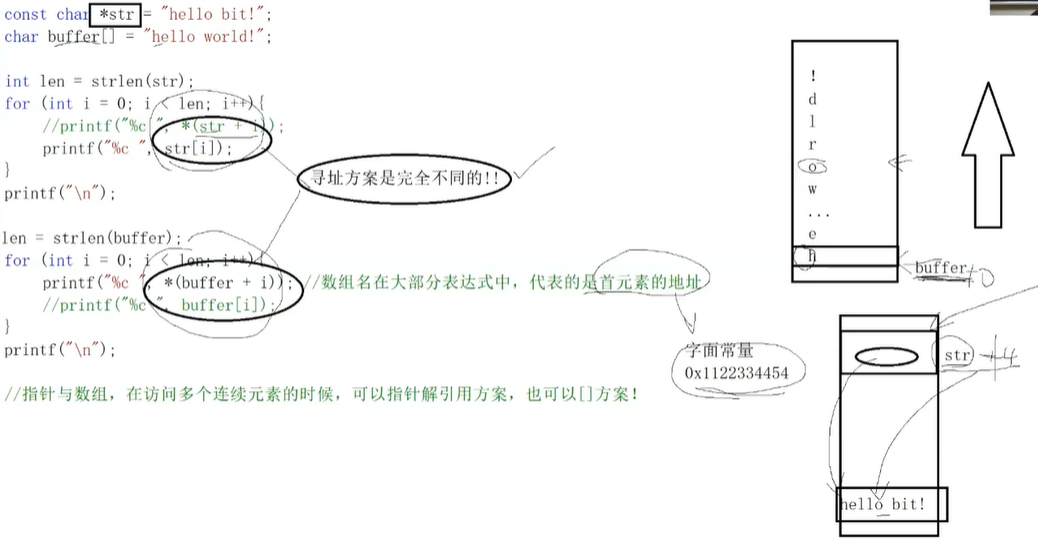 const char *str = "hello bit!";
char buffer[] = "hello world!";
int len = strlen(str);
for (int i = 0; i < len; i++){
//printf("%c ", *(str + i));
printf("%c ", str[i]);
}
printf("\n");
寻址方案是完全不同的!!
len = strlen(buffer);
for (int i = 0; i < len; i++){
printf("%c ", *(buffer + i)); //数组名在大部分表达式中，代表的是首元素的地址
//printf("%c ", buffer[i]);
}
printf("\n");
字面常量
0x1122334454
//指针与数组，在访问多个连续元素的时候，可以指针解引用方案，也可以[]方案！
!
d
l
r
o
w
...
e
h
buffer+0
str+4
hello bit!